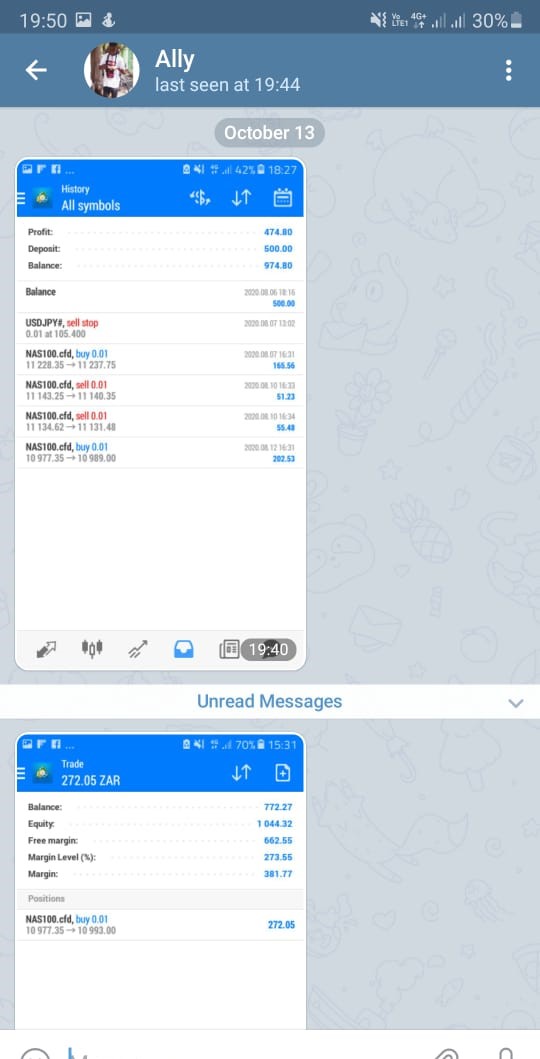 19:50 Vo LTE1 4G+ 30%
Ally
last seen at 19:44
October 13
42% 18:27
History
All symbols
Profit: 474.80
Deposit: 500.00
Balance: 974.80
Balance 2020.08.06 18:16
500.00
USDJPY#, sell stop 2020.08.07 13:02
0.01 at 105.400
NAS100.cfd, buy 0.01 2020.08.07 16:31
11 228.35 → 11 237.75 165.56
NAS100.cfd, sell 0.01 2020.08.10 16:33
11 143.25 → 11 140.35 51.23
NAS100.cfd, sell 0.01 2020.08.10 16:34
11 134.62 → 11 131.48 55.48
NAS100.cfd, buy 0.01 2020.08.12 16:31
10 977.35 → 10 989.00 202.53
19:40
Unread Messages
70% 15:31
Trade
272.05 ZAR
Balance: 772.27
Equity: 1 044.32
Free margin: 662.55
Margin Level (%): 273.55
Margin: 381.77
Positions
NAS100.cfd, buy 0.01 272.05
10 977.35 → 10 993.00